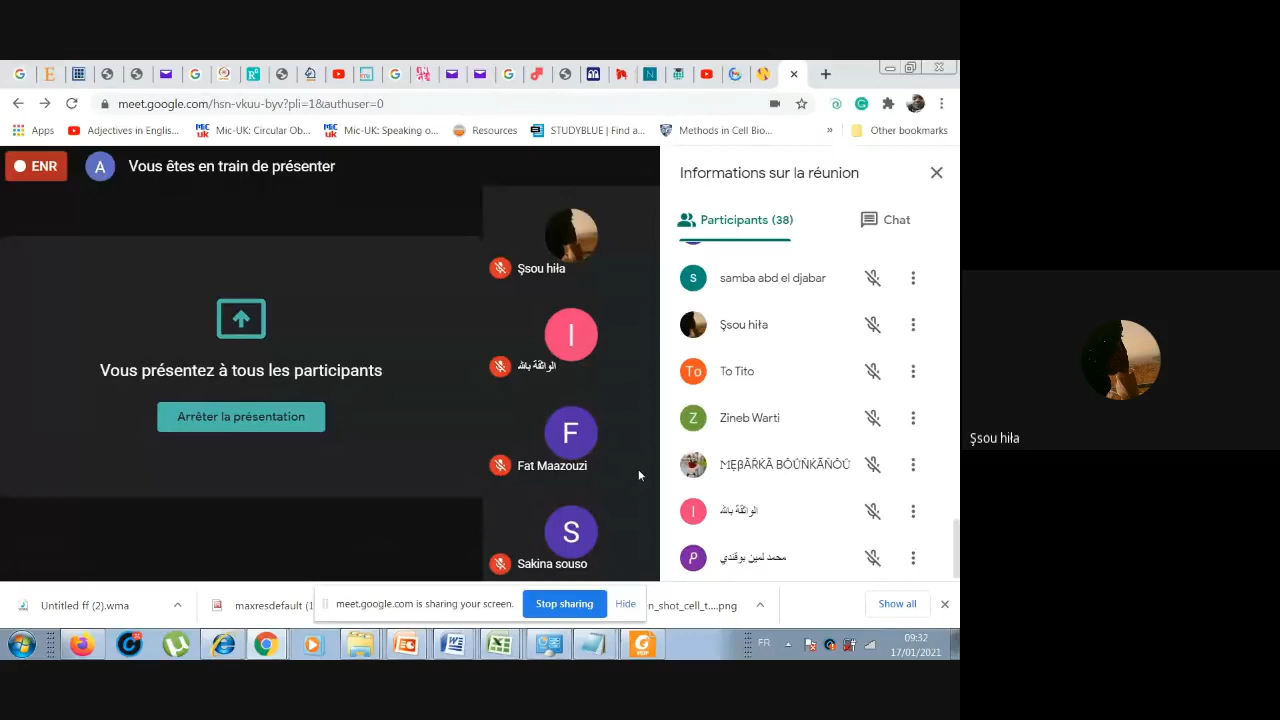 meet.google.com/hsn-vkuu-byv?pli=1&authuser=0
Apps
Adjectives in Englis...
Mic-UK: Circular Ob...
Mic-UK: Speaking o...
Resources
STUDYBLUE | Find a...
Methods in Cell Bio...
»
Other bookmarks
ENR
A
Vous êtes en train de présenter
Informations sur la réunion
Participants (38)
Chat
Vous présentez à tous les participants
Arrêter la présentation
Şsou hiła
I
الواثقة بالله
F
Fat Maazouzi
S
Sakina souso
S
samba abd el djabar
Şsou hiła
To
To Tito
Z
Zineb Warti
I
الواثقة بالله
محمد لمين بوقندي
Şsou hiła
Untitled ff (2).wma
maxresdefault (1
meet.google.com is sharing your screen.
Stop sharing
Hide
n_shot_cell_t....png
Show all
FR
09:32
17/01/2021